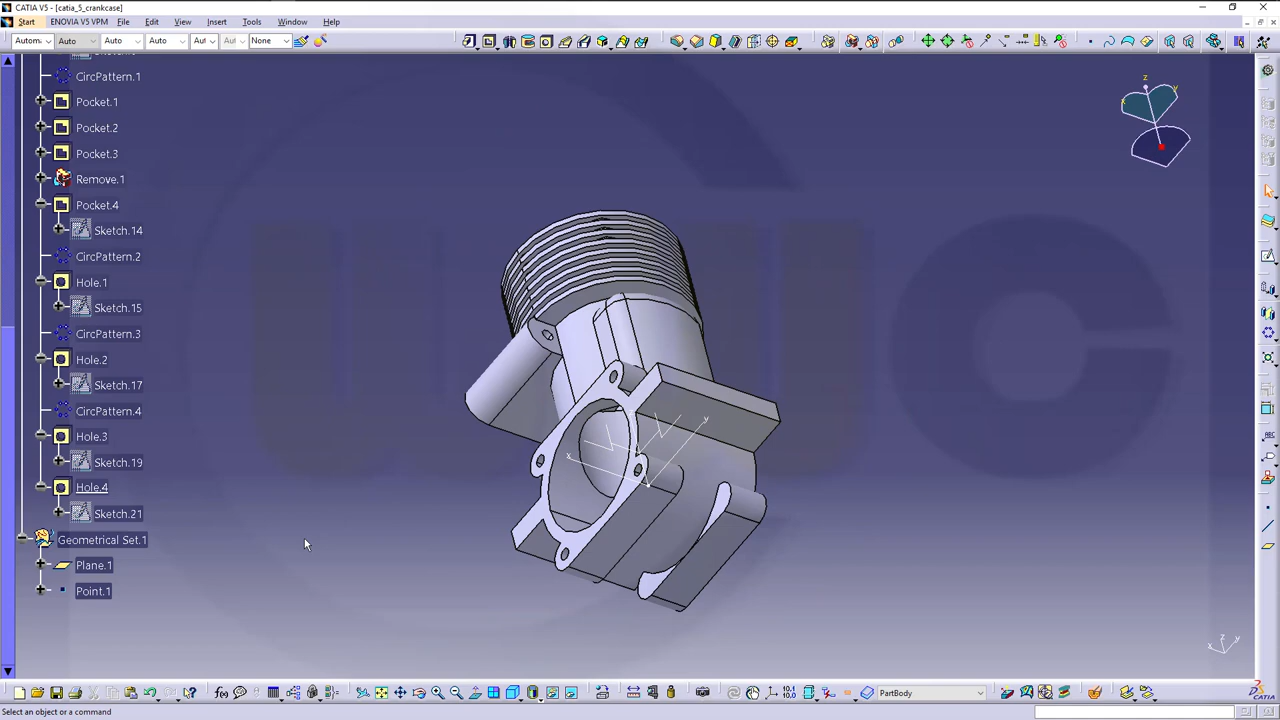 CATIA V5 - [catia_5_crankcase]
Start ENOVIA V5 VPM File Edit View Insert Tools Window Help
Autom Auto Auto Auto Aut Aut None
CircPattern.1
Pocket.1
Pocket.2
Pocket.3
Remove.1
Pocket.4
Sketch.14
CircPattern.2
Hole.1
Sketch.15
CircPattern.3
Hole.2
Sketch.17
CircPattern.4
Hole.3
Sketch.19
Hole.4
Sketch.21
Geometrical Set.1
Plane.1
Point.1
z
x y
x y
z
x y
PartBody
Select an object or a command
CATIA